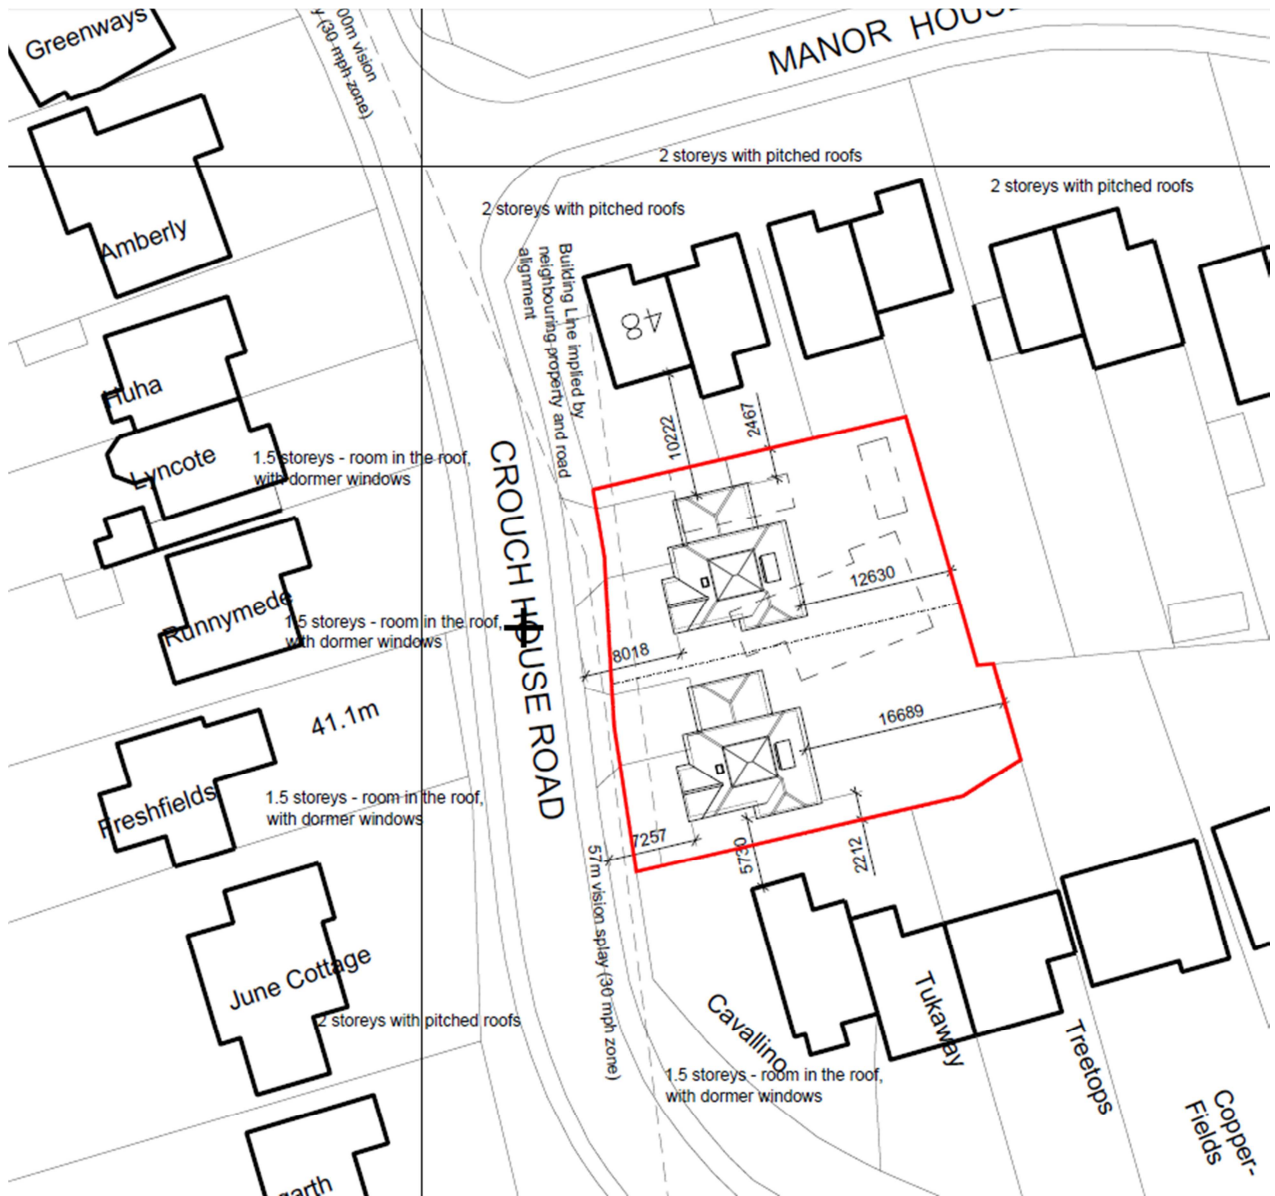 Greenways
00m vision
y (30 mph zone)
MANOR HOUSE
2 storeys with pitched roofs
2 storeys with pitched roofs
2 storeys with pitched roofs
Amberly
Building Line implied by
neighbouring property and road
alignment
48
Huha
Lyncote
1.5 storeys - room in the roof,
with dormer windows
10222
2467
CROUCH HOUSE ROAD
12630
Runnymede
1.5 storeys - room in the roof,
with dormer windows
8018
41.1m
16689
Freshfields
1.5 storeys - room in the roof,
with dormer windows
7257
5730
2212
57m vision splay (30 mph zone)
June Cottage
2 storeys with pitched roofs
Cavallino
Tukaway
Treetops
1.5 storeys - room in the roof,
with dormer windows
Copper-
Fields
garth